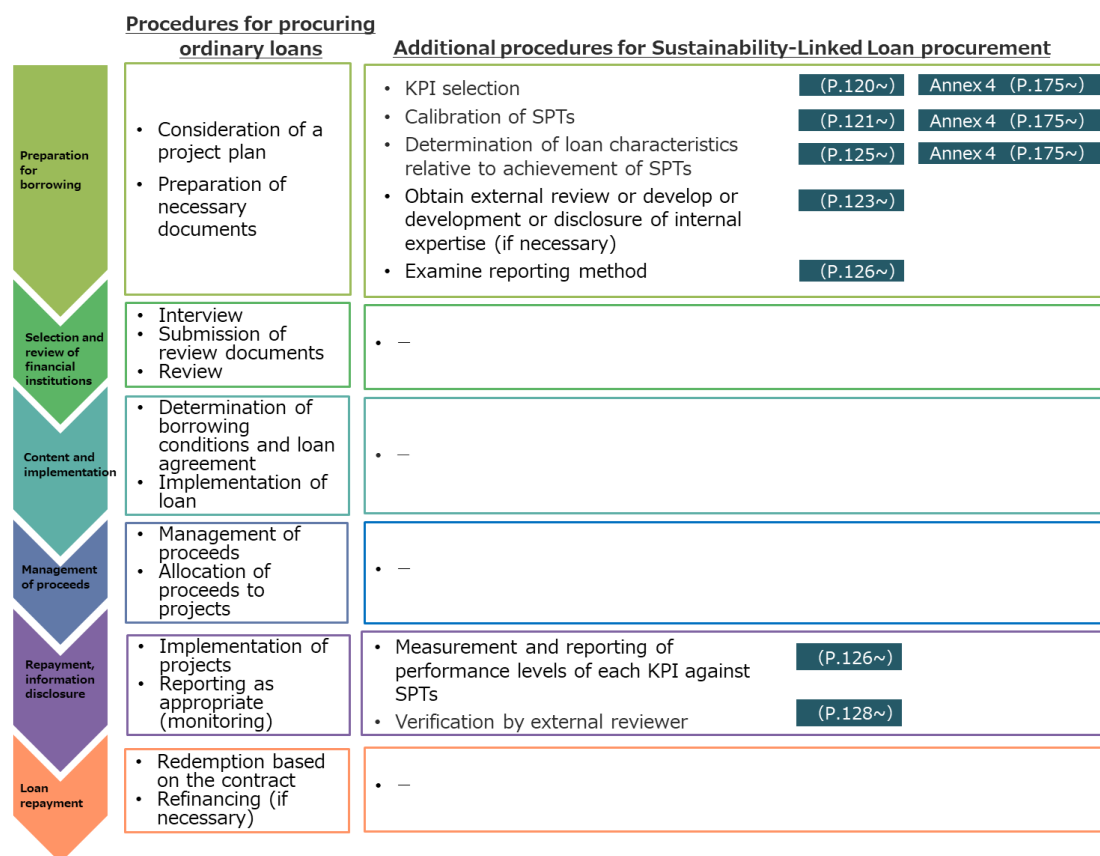 Procedures for procuring
ordinary loans
Additional procedures for Sustainability-Linked Loan procurement
Preparation
for
borrowing
• Consideration of a
project plan
• Preparation of
necessary
documents
• KPI selection (P.120~) Annex 4 (P.175~)
• Calibration of SPTs (P.121~) Annex 4 (P.175~)
• Determination of loan characteristics
relative to achievement of SPTs (P.125~) Annex 4 (P.175~)
• Obtain external review or develop or (P.123~)
development or disclosure of internal
expertise (if necessary)
• Examine reporting method (P.126~)
Selection and
review of
financial
institutions
• Interview
• Submission of
review documents
• Review
• —
Content and
implementation
• Determination of
borrowing
conditions and loan
agreement
• Implementation of
loan
• —
Management
of proceeds
• Management of
proceeds
• Allocation of
proceeds to
projects
• —
Repayment,
information
disclosure
• Implementation of
projects
• Reporting as
appropriate
(monitoring)
• Measurement and reporting of
performance levels of each KPI against (P.126~)
SPTs
• Verification by external reviewer (P.128~)
Loan
repayment
• Redemption based
on the contract
• Refinancing (if
necessary)
• —